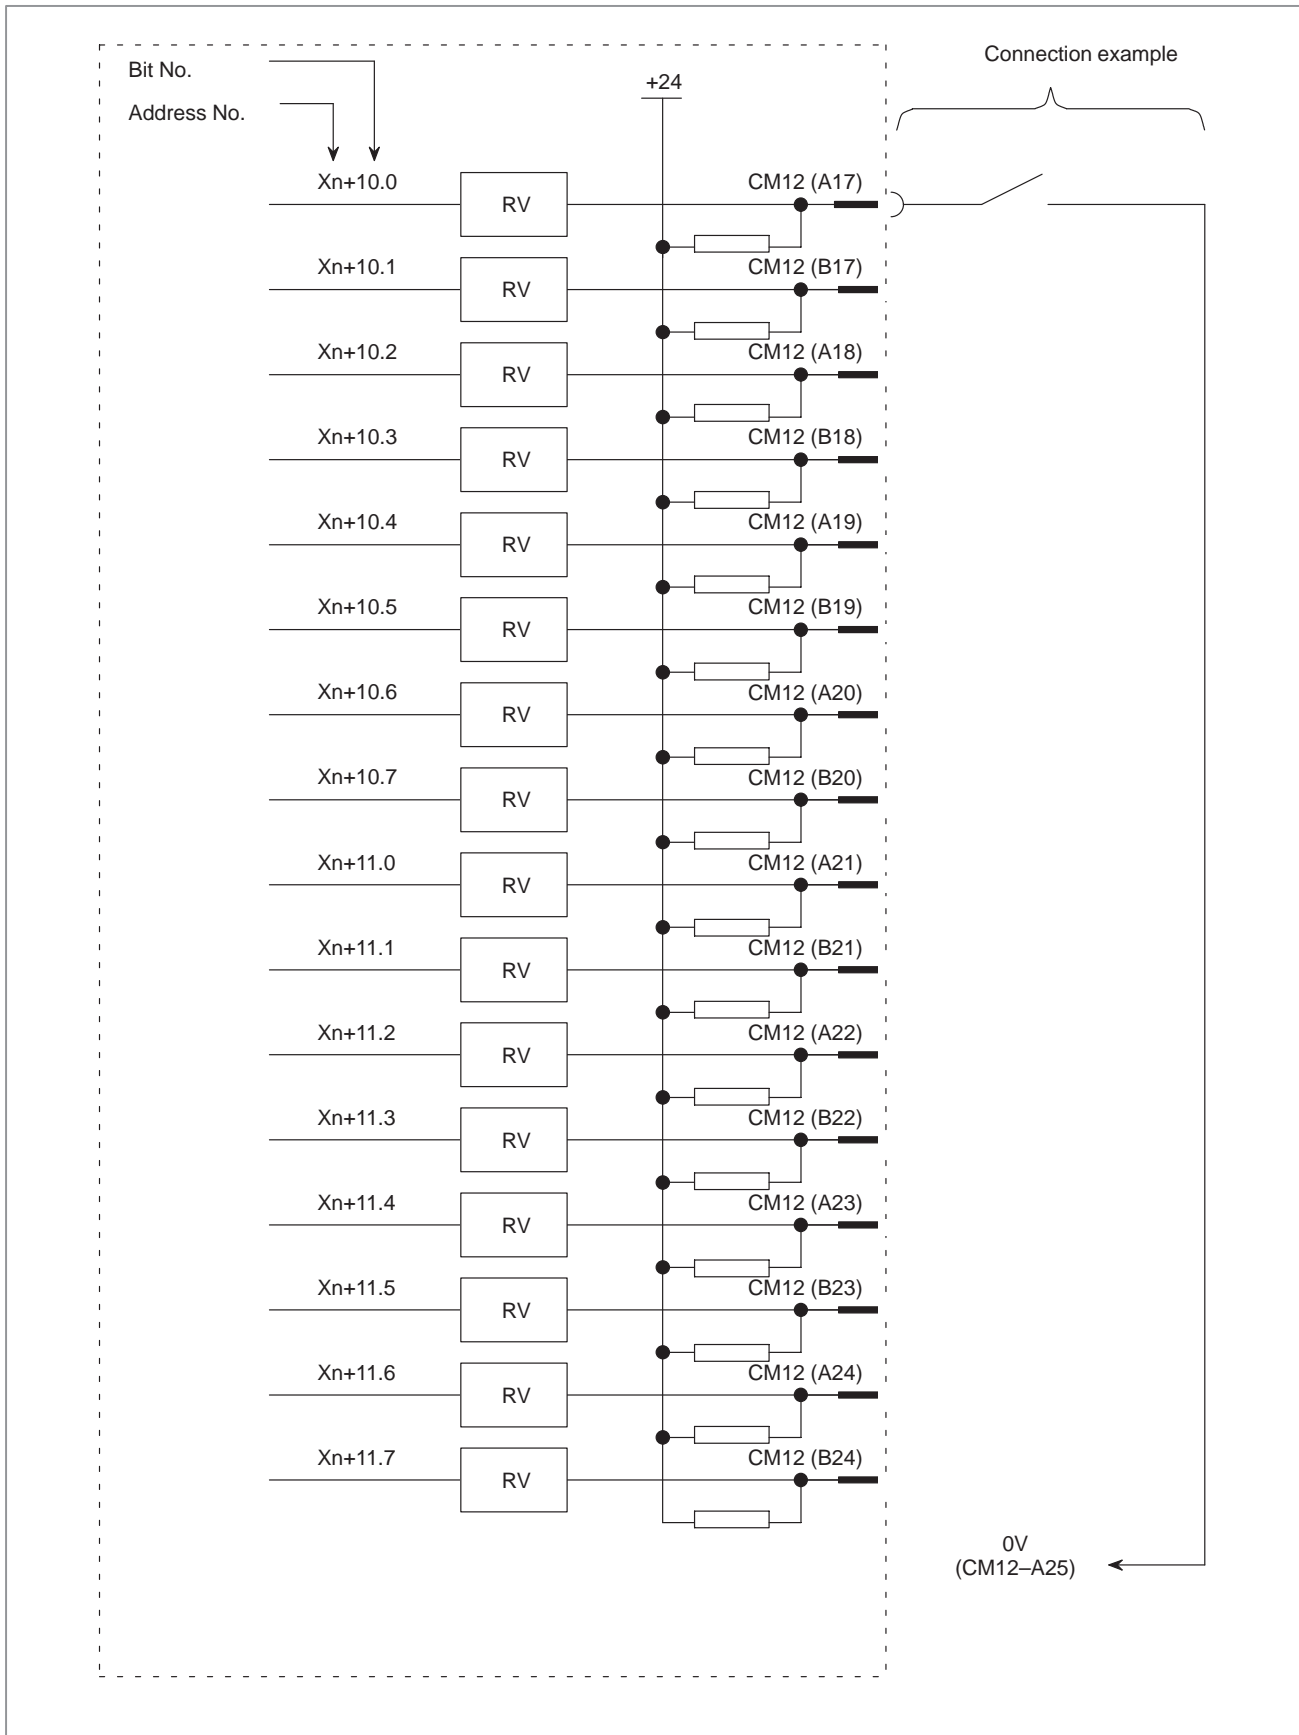 Connection example
Bit No.
+24
Address No.
Xn+10.0 RV CM12 (A17)
Xn+10.1 RV CM12 (B17)
Xn+10.2 RV CM12 (A18)
Xn+10.3 RV CM12 (B18)
Xn+10.4 RV CM12 (A19)
Xn+10.5 RV CM12 (B19)
Xn+10.6 RV CM12 (A20)
Xn+10.7 RV CM12 (B20)
Xn+11.0 RV CM12 (A21)
Xn+11.1 RV CM12 (B21)
Xn+11.2 RV CM12 (A22)
Xn+11.3 RV CM12 (B22)
Xn+11.4 RV CM12 (A23)
Xn+11.5 RV CM12 (B23)
Xn+11.6 RV CM12 (A24)
Xn+11.7 RV CM12 (B24)
0V
(CM12–A25)